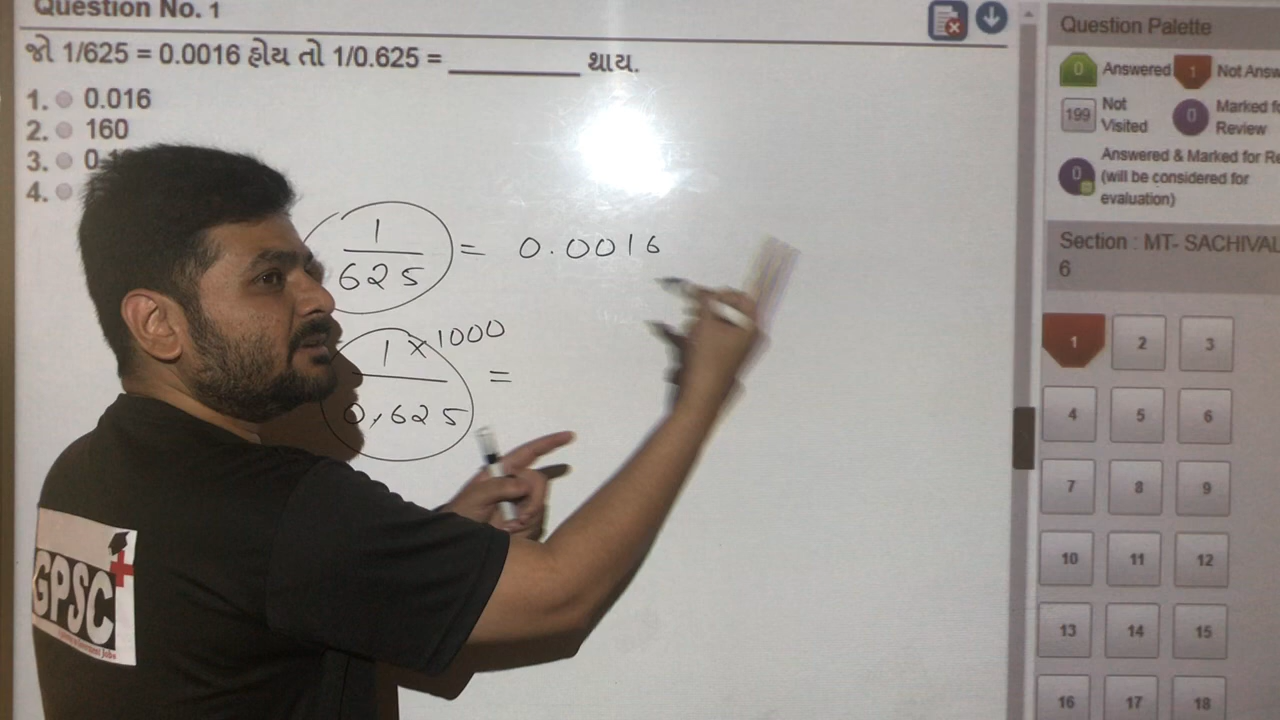 Question No. 1
જો 1/625 = 0.0016 હોય તો 1/0.625 = ________ થાય.
1. 0.016
2. 160
3.
4.
1
625
= 0.0016
1 × 1000
0.625
=
GPSC+
Question Palette
0 Answered
1 Not Answ
199 Not Visited
0 Marked fo
Review
0 Answered & Marked for Re
(will be considered for
evaluation)
Section : MT- SACHIVAL
6
1 2 3
4 5 6
7 8 9
10 11 12
13 14 15
16 17 18